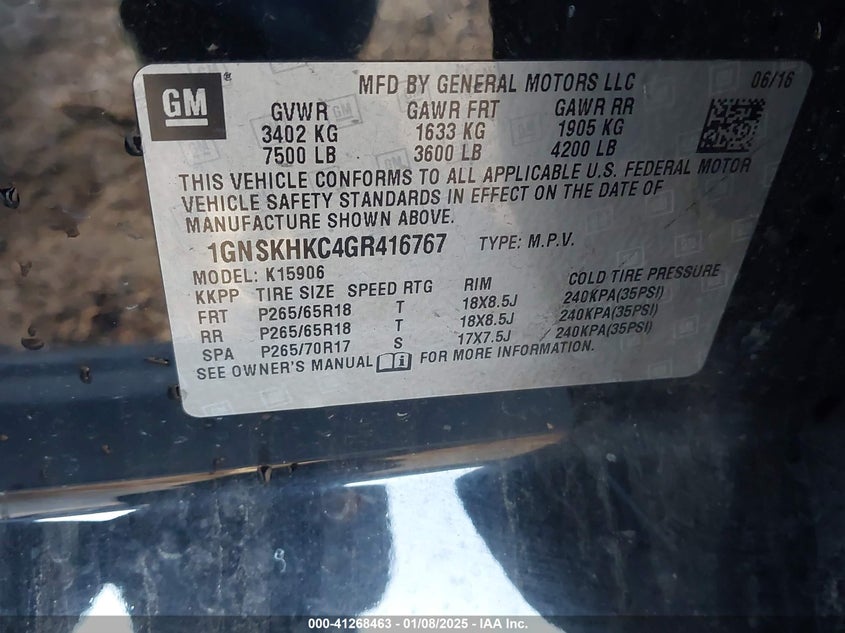 GM
MFD BY GENERAL MOTORS LLC 06/16
GVWR GAWR FRT GAWR RR
3402 KG 1633 KG 1905 KG
7500 LB 3600 LB 4200 LB
THIS VEHICLE CONFORMS TO ALL APPLICABLE U.S. FEDERAL MOTOR
VEHICLE SAFETY STANDARDS IN EFFECT ON THE DATE OF
MANUFACTURE SHOWN ABOVE.
1GNSKHKC4GR416767 TYPE: M.P.V.
MODEL: K15906
KKPP TIRE SIZE SPEED RTG RIM COLD TIRE PRESSURE
FRT P265/65R18 T 18X8.5J 240KPA(35PSI)
RR P265/65R18 T 18X8.5J 240KPA(35PSI)
SPA P265/70R17 S 17X7.5J 240KPA(35PSI)
SEE OWNER'S MANUAL FOR MORE INFORMATION.
000-41268463 - 01/08/2025 - IAA Inc.